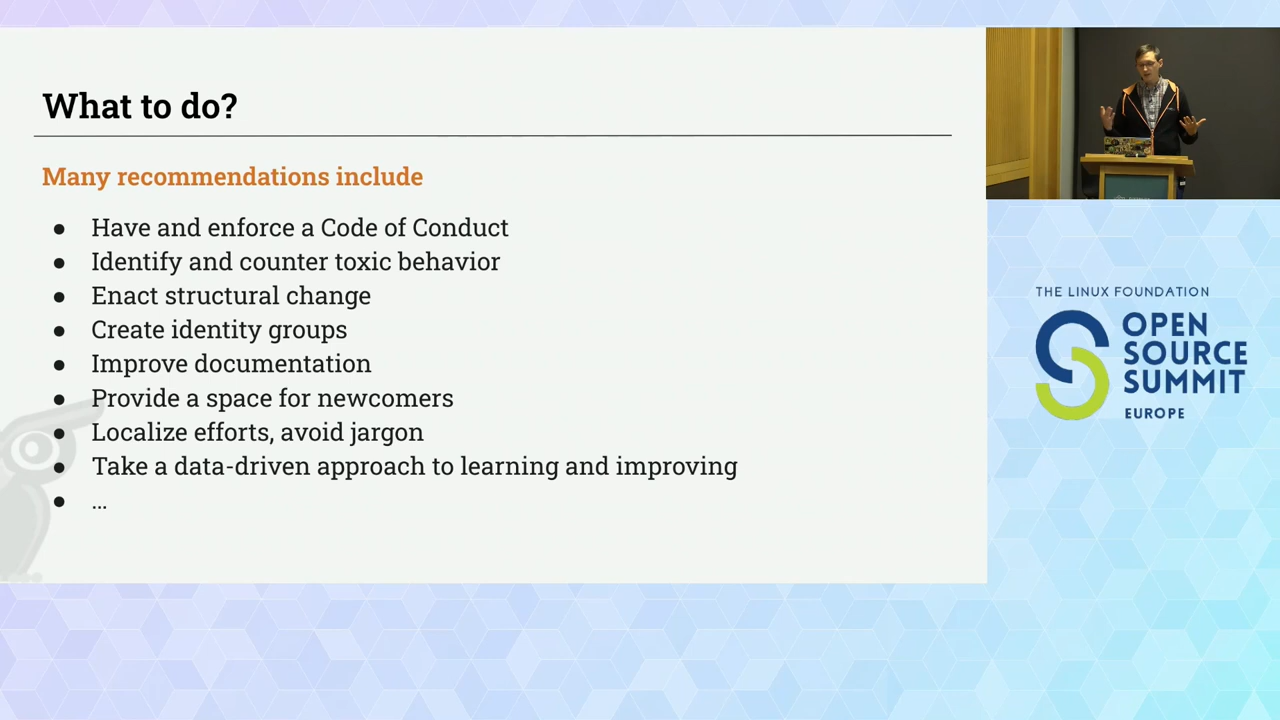 What to do?
Many recommendations include
● Have and enforce a Code of Conduct
● Identify and counter toxic behavior
● Enact structural change
● Create identity groups
● Improve documentation
● Provide a space for newcomers
● Localize efforts, avoid jargon
● Take a data-driven approach to learning and improving
● ...
THE LINUX FOUNDATION
OPEN
SOURCE
SUMMIT
EUROPE